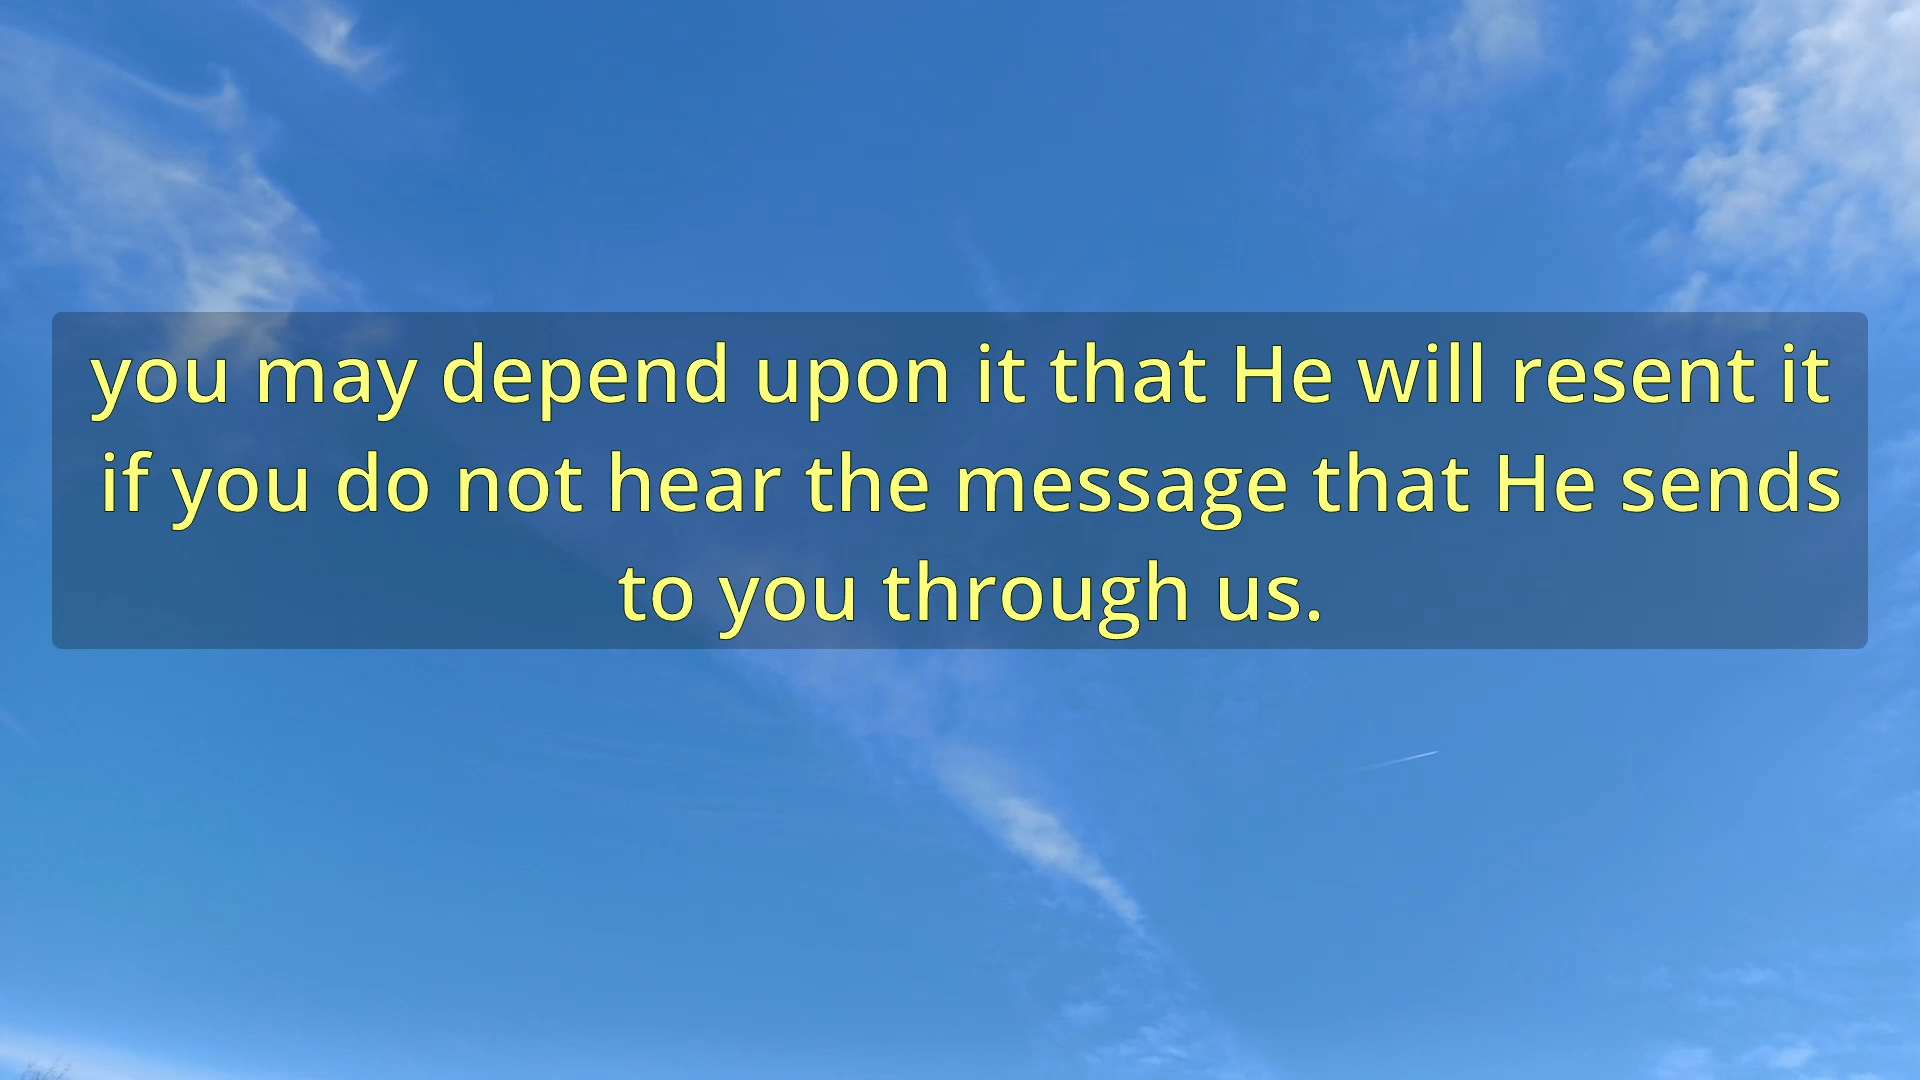 you may depend upon it that He will resent it
if you do not hear the message that He sends
to you through us.